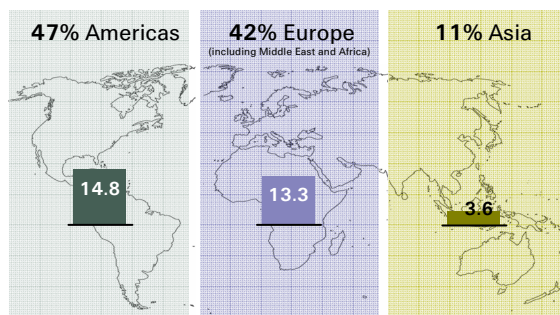 47% Americas
42% Europe
(including Middle East and Africa)
11% Asia
14.8
13.3
3.6